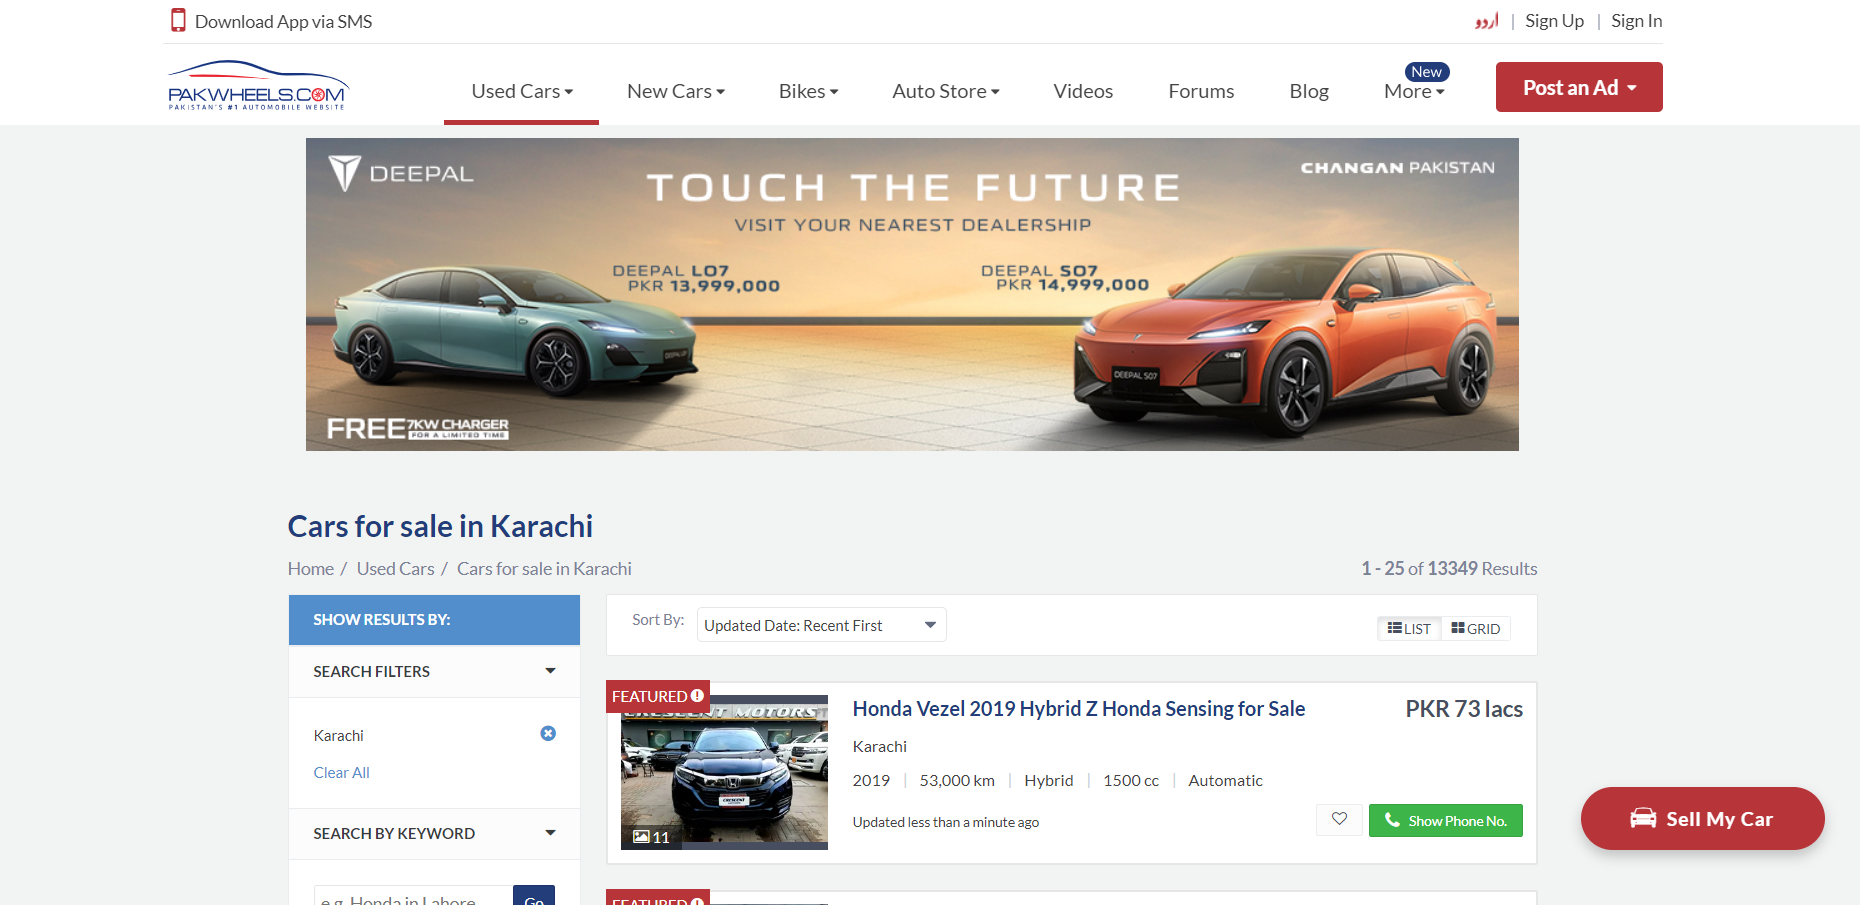 Download App via SMS
اردو | Sign Up | Sign In
PAKWHEELS.COM
PAKISTAN'S #1 AUTOMOBILE WEBSITE
Used Cars
New Cars
Bikes
Auto Store
Videos
Forums
Blog
New
More
Post an Ad
DEEPAL
TOUCH THE FUTURE
CHANGAN PAKISTAN
VISIT YOUR NEAREST DEALERSHIP
DEEPAL L07
PKR 13,999,000
DEEPAL S07
PKR 14,999,000
DEEPAL L07
DEEPAL S07
FREE 7KW CHARGER
FOR A LIMITED TIME
Cars for sale in Karachi
Home / Used Cars / Cars for sale in Karachi
1 - 25 of 13349 Results
SHOW RESULTS BY:
SEARCH FILTERS
Karachi
Clear All
SEARCH BY KEYWORD
e.g. Honda in Lahore
Go
Sort By: Updated Date: Recent First
LIST GRID
FEATURED
CRESCENT MOTORS
CRESCENT
11
Honda Vezel 2019 Hybrid Z Honda Sensing for Sale
PKR 73 lacs
Karachi
2019 | 53,000 km | Hybrid | 1500 cc | Automatic
Updated less than a minute ago
Show Phone No.
Sell My Car
FEATURED